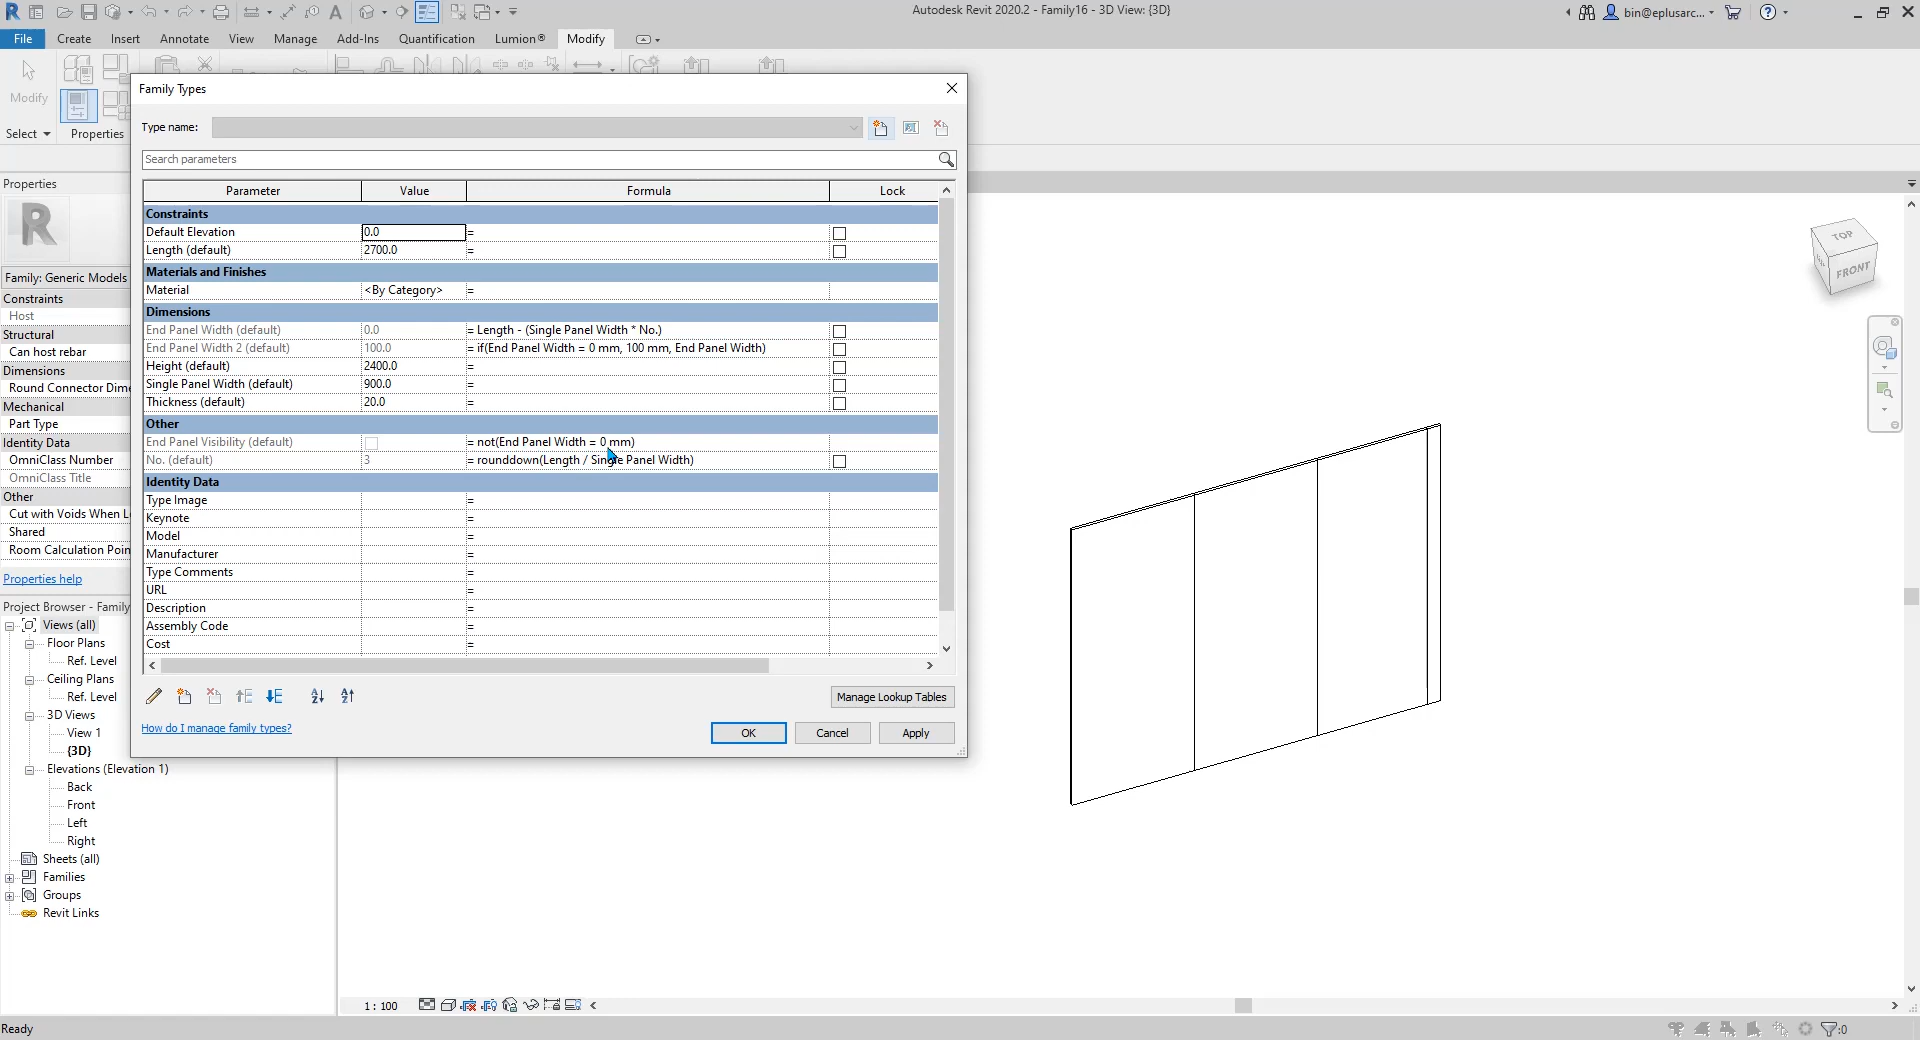 Autodesk Revit 2020.2 - Family16 - 3D View: {3D}
bin@eplusarc...
File Create Insert Annotate View Manage Add-Ins Quantification Lumion® Modify
Modify
Select Properties
Family Types
Type name:
Search parameters
Parameter Value Formula Lock
Constraints
Default Elevation 0.0 =
Length (default) 2700.0 =
Materials and Finishes
Material <By Category> =
Dimensions
End Panel Width (default) 0.0 = Length - (Single Panel Width * No.)
End Panel Width 2 (default) 100.0 = if(End Panel Width = 0 mm, 100 mm, End Panel Width)
Height (default) 2400.0 =
Single Panel Width (default) 900.0 =
Thickness (default) 20.0 =
Other
End Panel Visibility (default) = not(End Panel Width = 0 mm)
No. (default) 3 = rounddown(Length / Single Panel Width)
Identity Data
Type Image =
Keynote =
Model =
Manufacturer =
Type Comments =
URL =
Description =
Assembly Code =
Cost =
Manage Lookup Tables
How do I manage family types?
OK Cancel Apply
Properties
R
Family: Generic Models
Constraints
Host
Structural
Can host rebar
Dimensions
Round Connector Dime
Mechanical
Part Type
Identity Data
OmniClass Number
OmniClass Title
Other
Cut with Voids When L
Shared
Room Calculation Poin
Properties help
Project Browser - Family
Views (all)
Floor Plans
Ref. Level
Ceiling Plans
Ref. Level
3D Views
View 1
{3D}
Elevations (Elevation 1)
Back
Front
Left
Right
Sheets (all)
Families
Groups
Revit Links
TOP
FRONT
1 : 100
Ready
:0